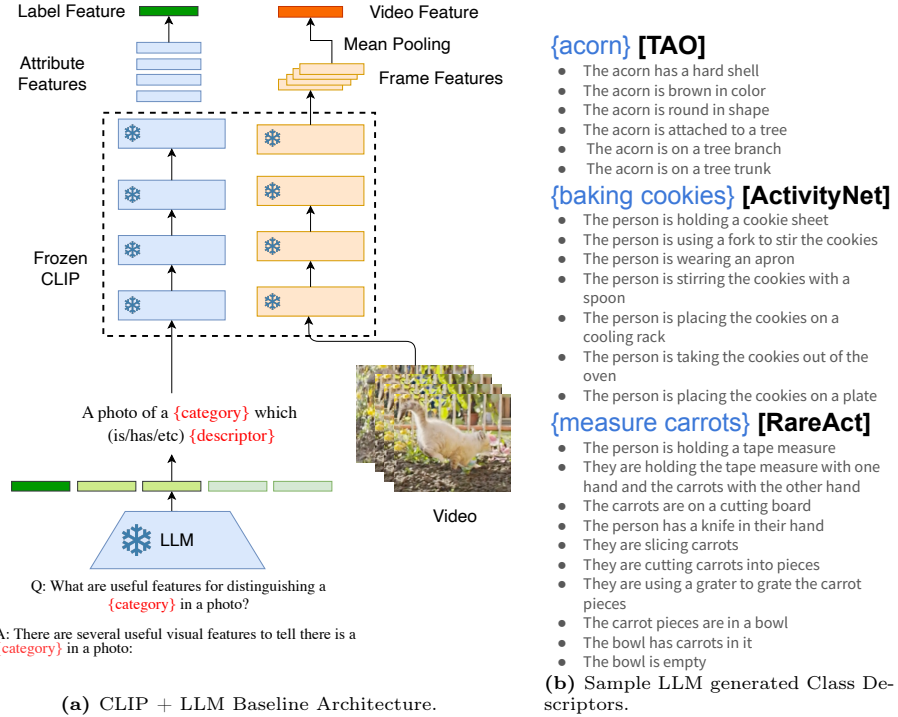 Label Feature
Video Feature
Mean Pooling
Attribute
Features
Frame Features
Frozen
CLIP
A photo of a {category} which
(is/has/etc) {descriptor}
Video
LLM
Q: What are useful features for distinguishing a
{category} in a photo?
A: There are several useful visual features to tell there is a
{category} in a photo:
(a) CLIP + LLM Baseline Architecture.
{acorn} [TAO]
● The acorn has a hard shell
● The acorn is brown in color
● The acorn is round in shape
● The acorn is attached to a tree
● The acorn is on a tree branch
● The acorn is on a tree trunk
{baking cookies} [ActivityNet]
● The person is holding a cookie sheet
● The person is using a fork to stir the cookies
● The person is wearing an apron
● The person is stirring the cookies with a
spoon
● The person is placing the cookies on a
cooling rack
● The person is taking the cookies out of the
oven
● The person is placing the cookies on a plate
{measure carrots} [RareAct]
● The person is holding a tape measure
● They are holding the tape measure with one
hand and the carrots with the other hand
● The carrots are on a cutting board
● The person has a knife in their hand
● They are slicing carrots
● They are cutting carrots into pieces
● They are using a grater to grate the carrot
pieces
● The carrot pieces are in a bowl
● The bowl has carrots in it
● The bowl is empty
(b) Sample LLM generated Class De-
scriptors.